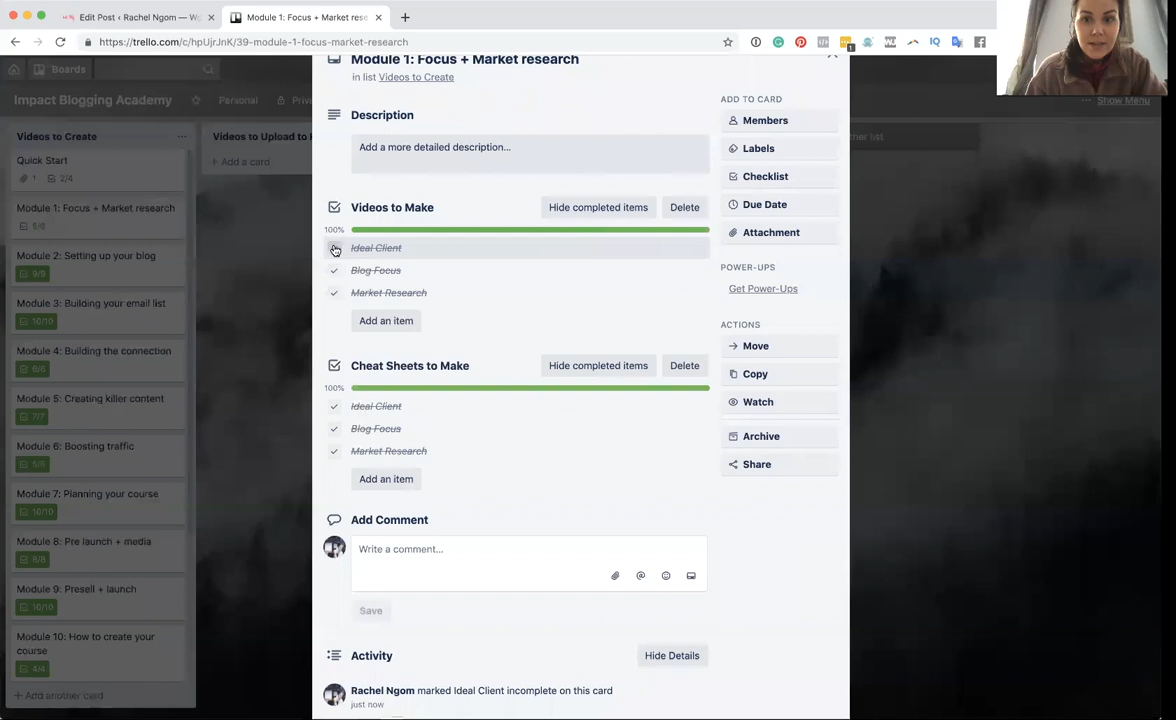 Edit Post ‹ Rachel Ngom — W
Module 1: Focus + Market rese
https://trello.com/c/hpUjrJnK/39-module-1-focus-market-research
Boards
Impact Blogging Academy
Personal
Priva
Show Menu
Videos to Create
Quick Start
1
2/4
Module 1: Focus + Market research
5/6
Module 2: Setting up your blog
9/9
Module 3: Building your email list
10/10
Module 4: Building the connection
6/6
Module 5: Creating killer content
7/7
Module 6: Boosting traffic
5/5
Module 7: Planning your course
10/10
Module 8: Pre launch + media
8/8
Module 9: Presell + launch
10/10
Module 10: How to create your
course
4/4
+ Add another card
Videos to Upload to
+ Add a card
Module 1: Focus + Market research
in list Videos to Create
Description
Add a more detailed description...
Videos to Make
Hide completed items
Delete
100%
Ideal Client
Blog Focus
Market Research
Add an item
Cheat Sheets to Make
Hide completed items
Delete
100%
Ideal Client
Blog Focus
Market Research
Add an item
Add Comment
Write a comment...
Save
Activity
Hide Details
Rachel Ngom marked Ideal Client incomplete on this card
just now
ADD TO CARD
Members
Labels
Checklist
Due Date
Attachment
POWER-UPS
Get Power-Ups
ACTIONS
Move
Copy
Watch
Archive
Share
list